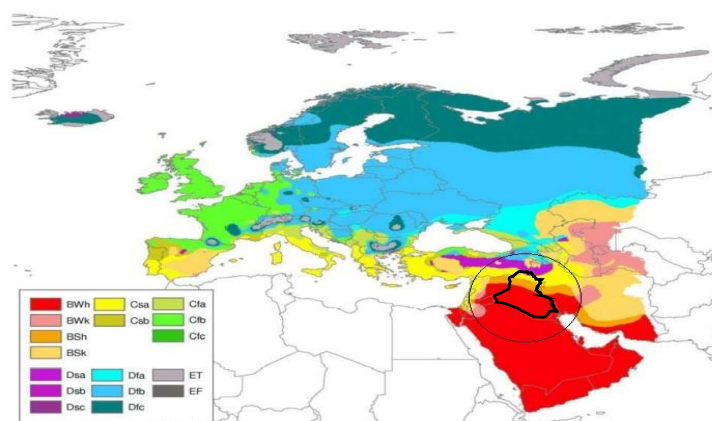 BWh Csa Cfa
BWk Csb Cfb
BSh Cfc
BSk
Dsa Dfa ET
Dsb Dfb EF
Dsc Dfc